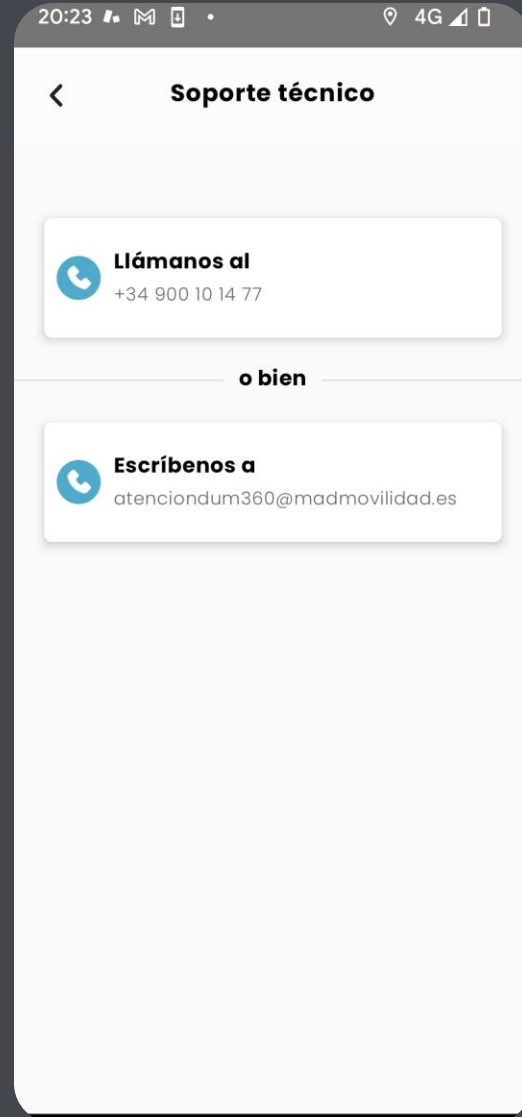 20:23
4G
Soporte técnico
Llámanos al
+34 900 10 14 77
o bien
Escríbenos a
atenciondum360@madmovilidad.es